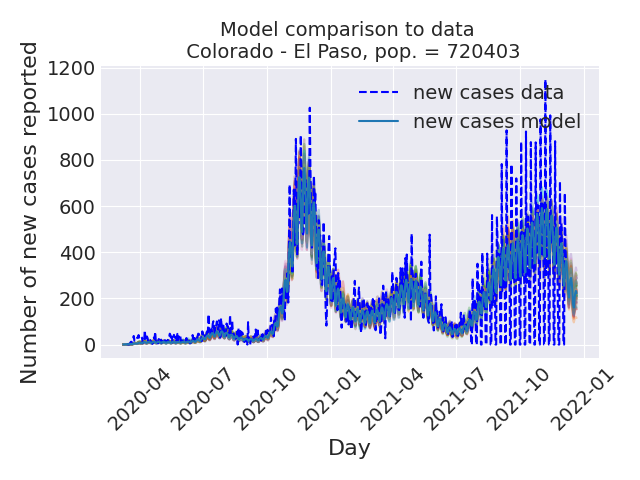 Model comparison to data
Colorado - El Paso, pop. = 720403
Number of new cases reported
1200
1000
800
600
400
200
0
new cases data
new cases model
2020-04
2020-07
2020-10
2021-01
2021-04
2021-07
2021-10
2022-01
Day